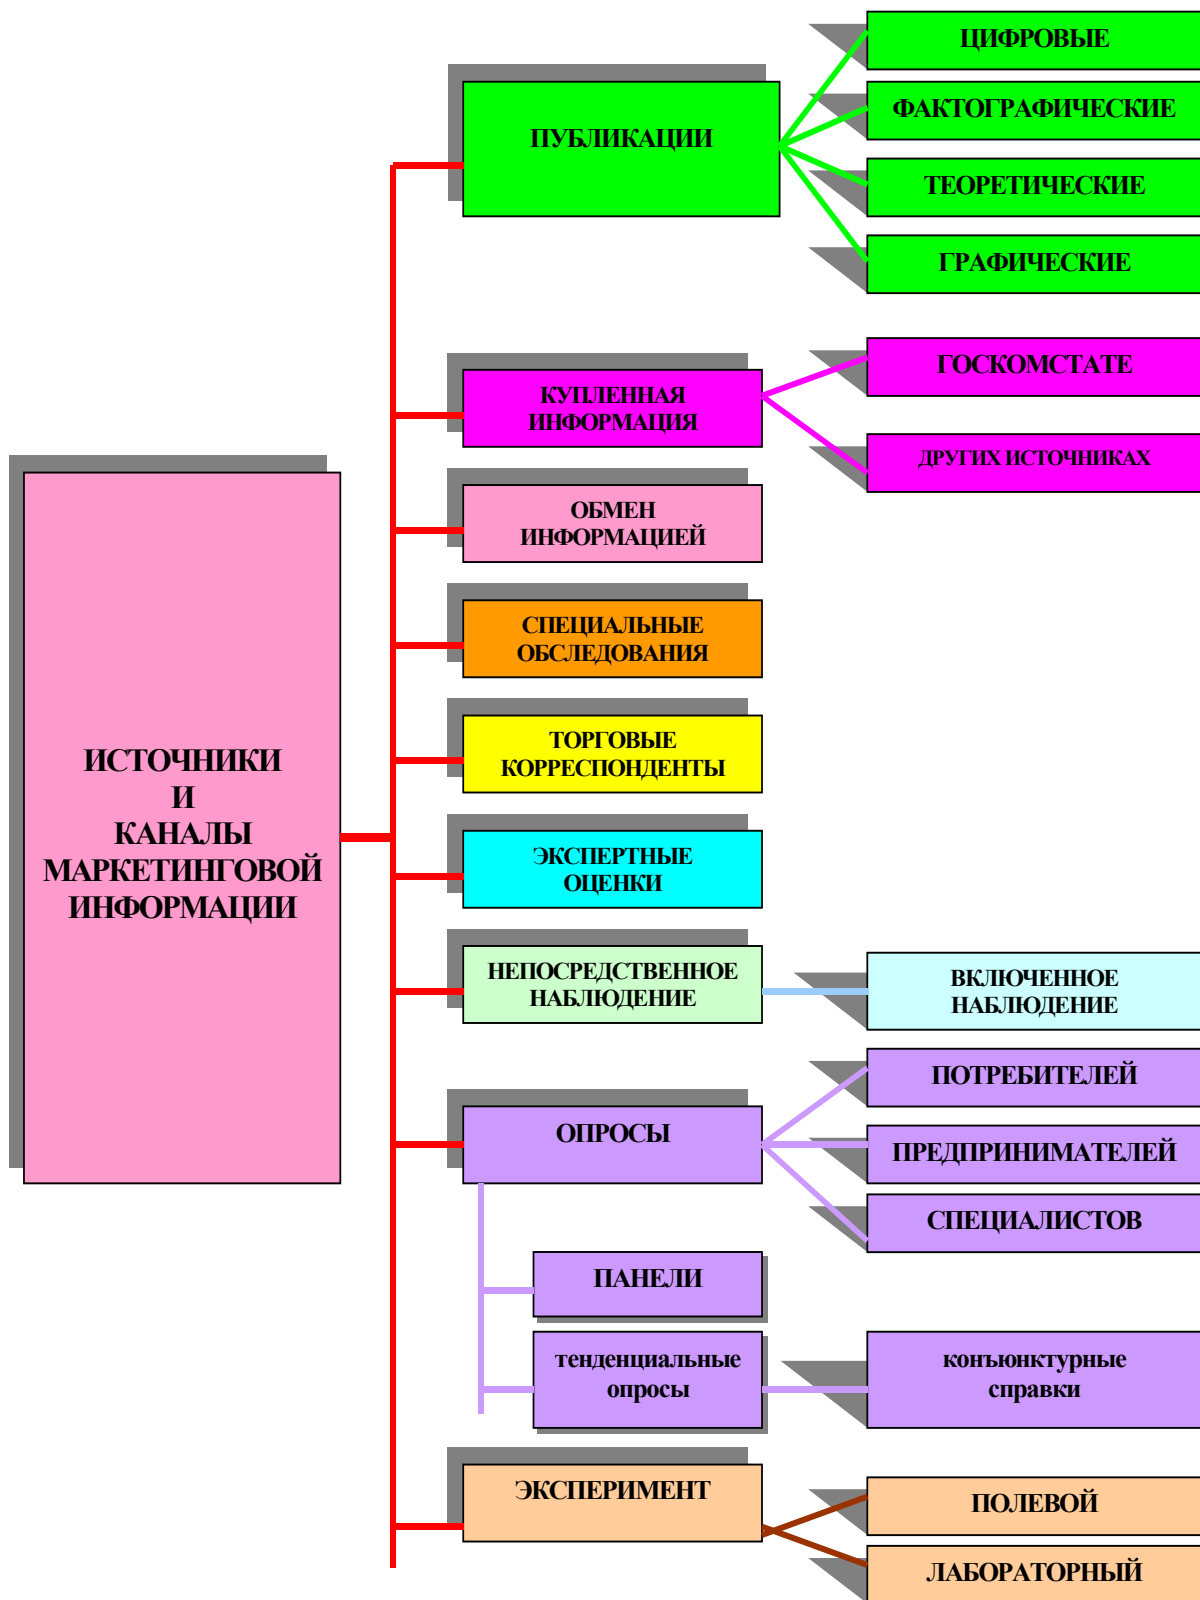 ИСТОЧНИКИ
И
КАНАЛЫ
МАРКЕТИНГОВОЙ
ИНФОРМАЦИИ
ПУБЛИКАЦИИ
ЦИФРОВЫЕ
ФАКТОГРАФИЧЕСКИЕ
ТЕОРЕТИЧЕСКИЕ
ГРАФИЧЕСКИЕ
КУПЛЕННАЯ
ИНФОРМАЦИЯ
ГОСКОМСТАТЕ
ДРУГИХ ИСТОЧНИКАХ
ОБМЕН
ИНФОРМАЦИЕЙ
СПЕЦИАЛЬНЫЕ
ОБСЛЕДОВАНИЯ
ТОРГОВЫЕ
КОРРЕСПОНДЕНТЫ
ЭКСПЕРТНЫЕ
ОЦЕНКИ
НЕПОСРЕДСТВЕННОЕ
НАБЛЮДЕНИЕ
ВКЛЮЧЕННОЕ
НАБЛЮДЕНИЕ
ОПРОСЫ
ПОТРЕБИТЕЛЕЙ
ПРЕДПРИНИМАТЕЛЕЙ
СПЕЦИАЛИСТОВ
ПАНЕЛИ
тенденциальные
опросы
конъюнктурные
справки
ЭКСПЕРИМЕНТ
ПОЛЕВОЙ
ЛАБОРАТОРНЫЙ